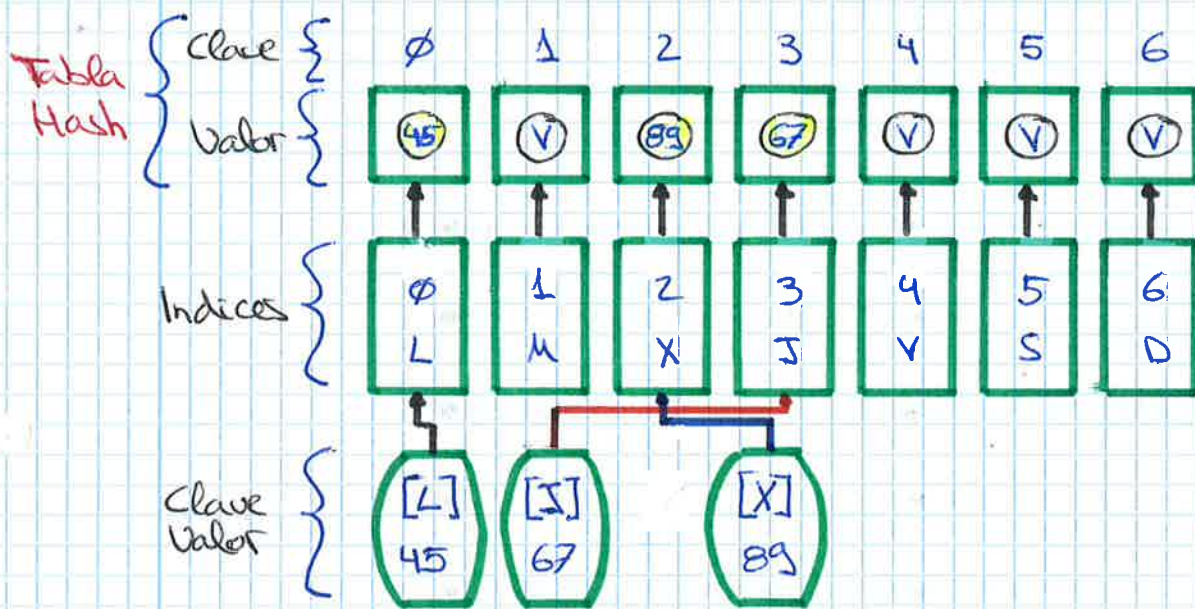 Tabla Hash
Clave
Ø 1 2 3 4 5 6
Valor
45 V 89 67 V V V
Indices
Ø 1 2 3 4 5 6
L M X J V S D
Clave Valor
[L] [J] [X]
45 67 89